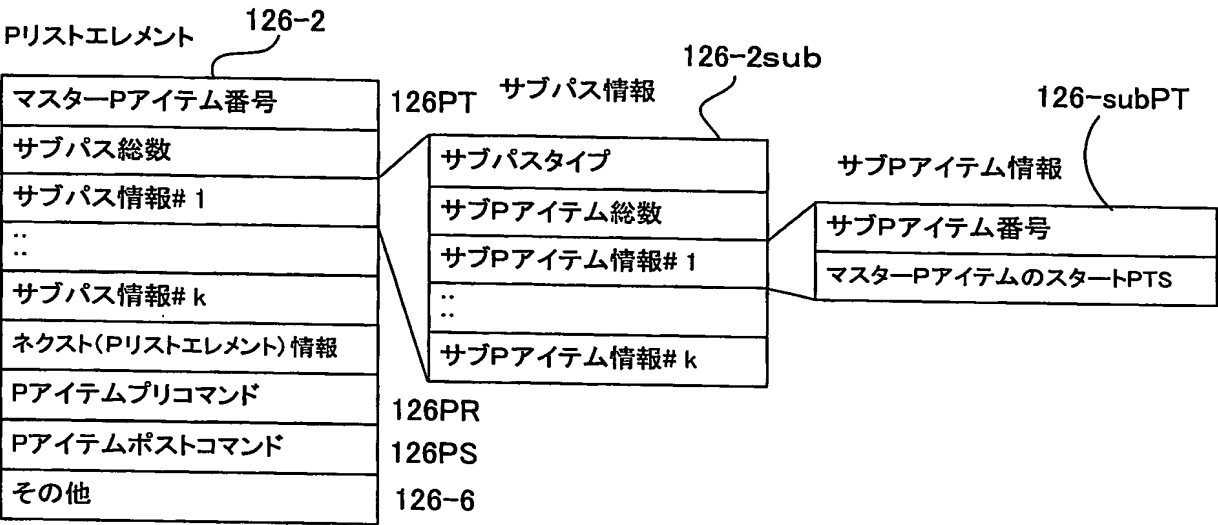 Pリストエレメント
126-2
マスターPアイテム番号
126PT
サブパス総数
サブパス情報#1
::
サブパス情報#k
ネクスト(Pリストエレメント)情報
Pアイテムプリコマンド
126PR
Pアイテムポストコマンド
126PS
その他
126-6
サブパス情報
126-2sub
サブパスタイプ
サブPアイテム総数
サブPアイテム情報#1
::
サブPアイテム情報#k
126-subPT
サブPアイテム情報
サブPアイテム番号
マスターPアイテムのスタートPTS